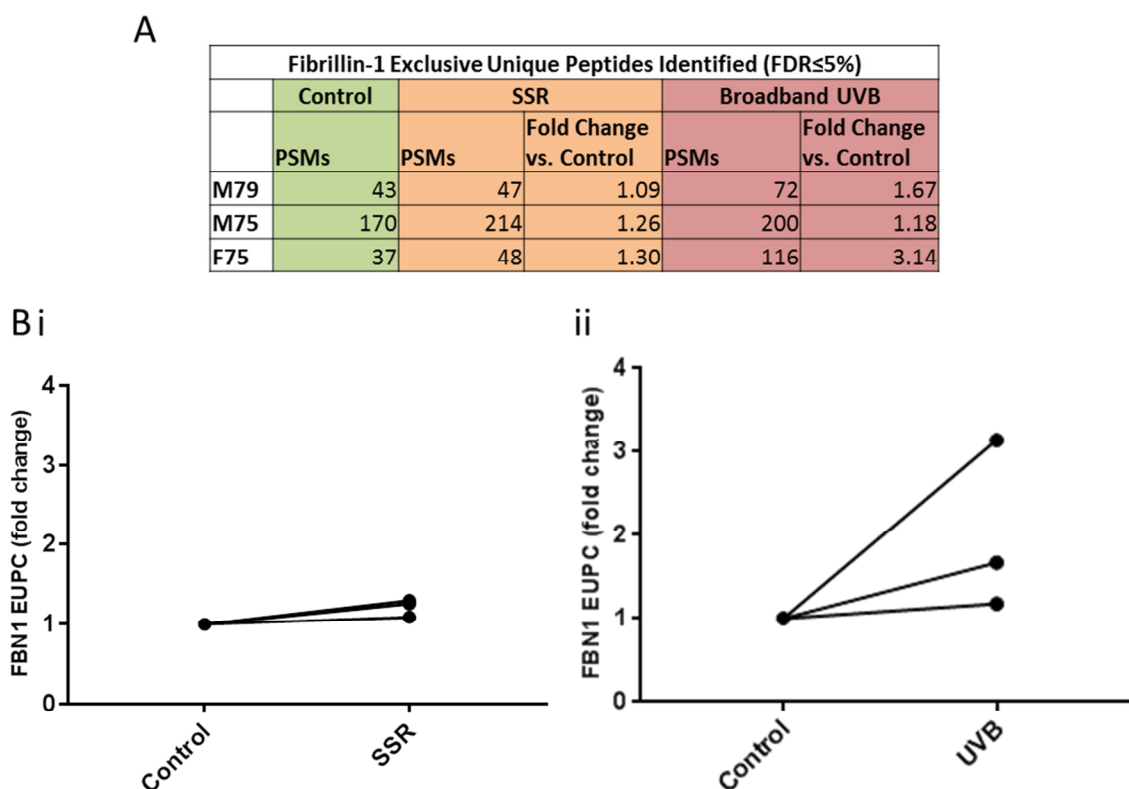 A
Fibrillin-1 Exclusive Unique Peptides Identified (FDR≤5%)
Control SSR Broadband UVB
PSMs PSMs Fold Change vs. Control PSMs Fold Change vs. Control
M79 43 47 1.09 72 1.67
M75 170 214 1.26 200 1.18
F75 37 48 1.30 116 3.14
B i
FBN1 EUPC (fold change)
4
3
2
1
0
Control
SSR
ii
FBN1 EUPC (fold change)
4
3
2
1
0
Control
UVB